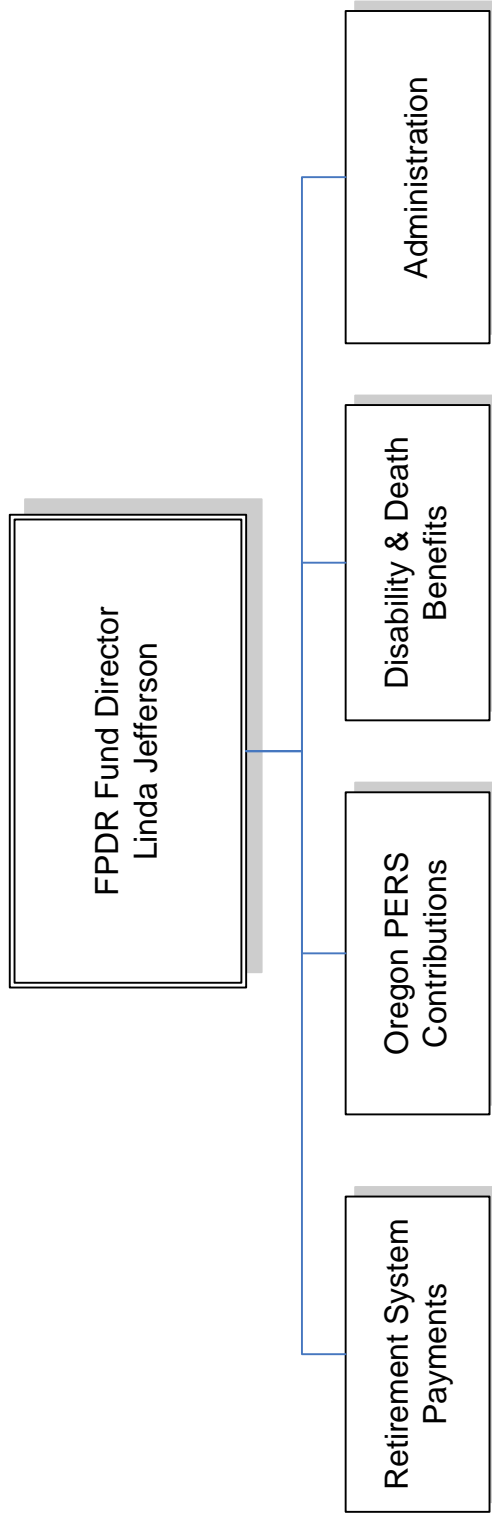 FPDR Fund Director
Linda Jefferson
Retirement System
Payments
Oregon PERS
Contributions
Disability & Death
Benefits
Administration